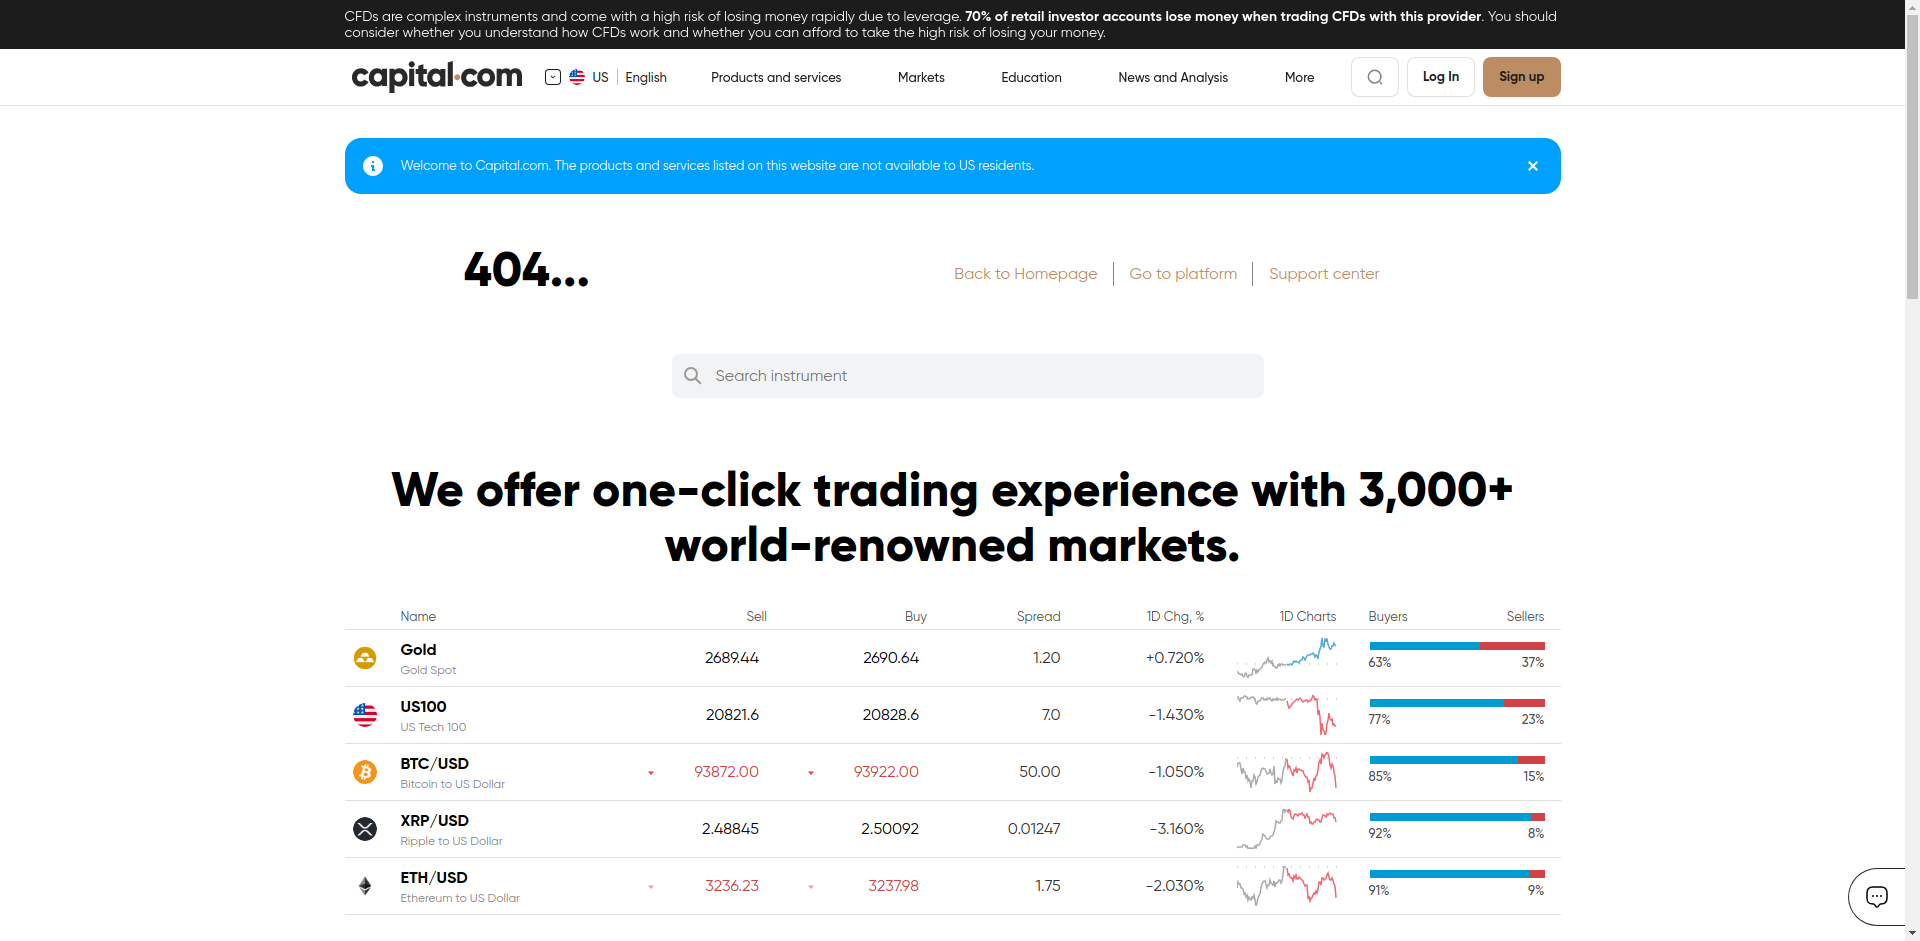 CFDs are complex instruments and come with a high risk of losing money rapidly due to leverage. 70% of retail investor accounts lose money when trading CFDs with this provider. You should
consider whether you understand how CFDs work and whether you can afford to take the high risk of losing your money.
capital.com US English Products and services Markets Education News and Analysis More Log In Sign up
Welcome to Capital.com. The products and services listed on this website are not available to US residents.
404... Back to Homepage Go to platform Support center
Search instrument
We offer one-click trading experience with 3,000+
world-renowned markets.
Name Sell Buy Spread 1D Chg, % 1D Charts Buyers Sellers
Gold
Gold Spot
2689.44 2690.64 1.20 +0.720% 63% 37%
US100
US Tech 100
20821.6 20828.6 7.0 -1.430% 77% 23%
BTC/USD
Bitcoin to US Dollar
93872.00 93922.00 50.00 -1.050% 85% 15%
XRP/USD
Ripple to US Dollar
2.48845 2.50092 0.01247 -3.160% 92% 8%
ETH/USD
Ethereum to US Dollar
3236.23 3237.98 1.75 -2.030% 91% 9%